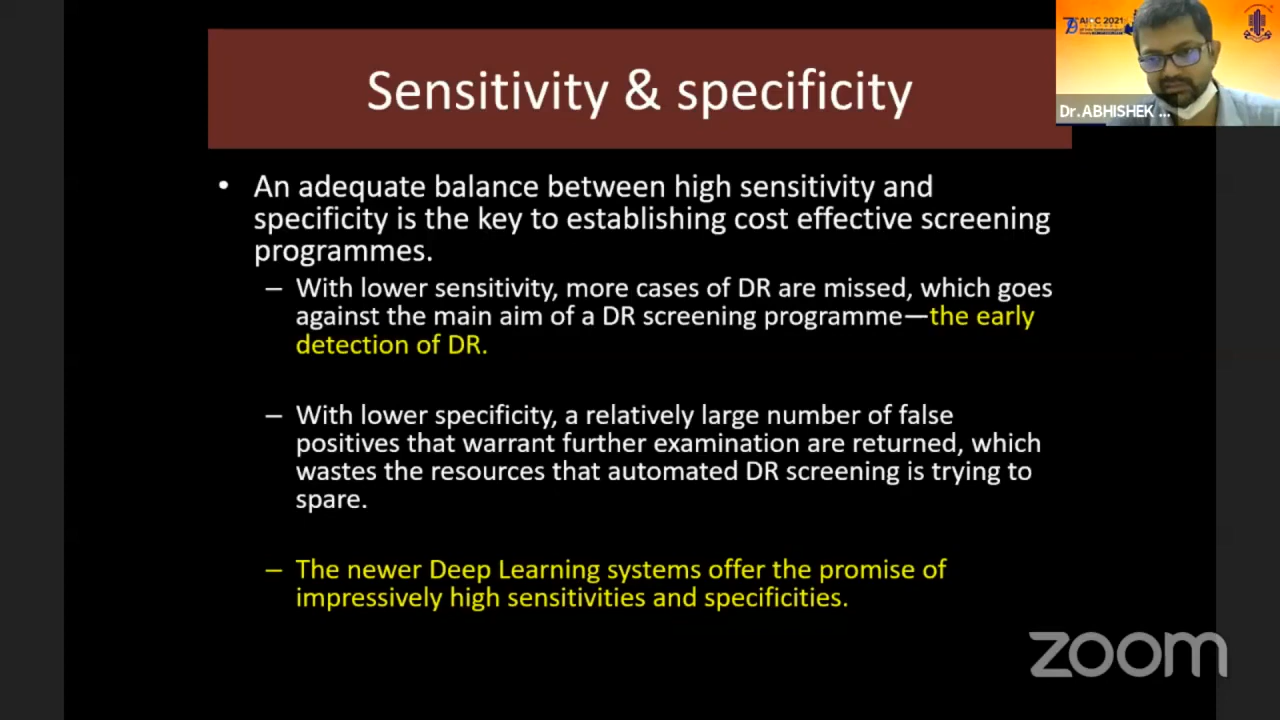 Sensitivity & specificity
AIOC 2021
Dr.ABHISHEK ...
• An adequate balance between high sensitivity and
specificity is the key to establishing cost effective screening
programmes.
– With lower sensitivity, more cases of DR are missed, which goes
against the main aim of a DR screening programme—the early
detection of DR.
– With lower specificity, a relatively large number of false
positives that warrant further examination are returned, which
wastes the resources that automated DR screening is trying to
spare.
– The newer Deep Learning systems offer the promise of
impressively high sensitivities and specificities.
zoom